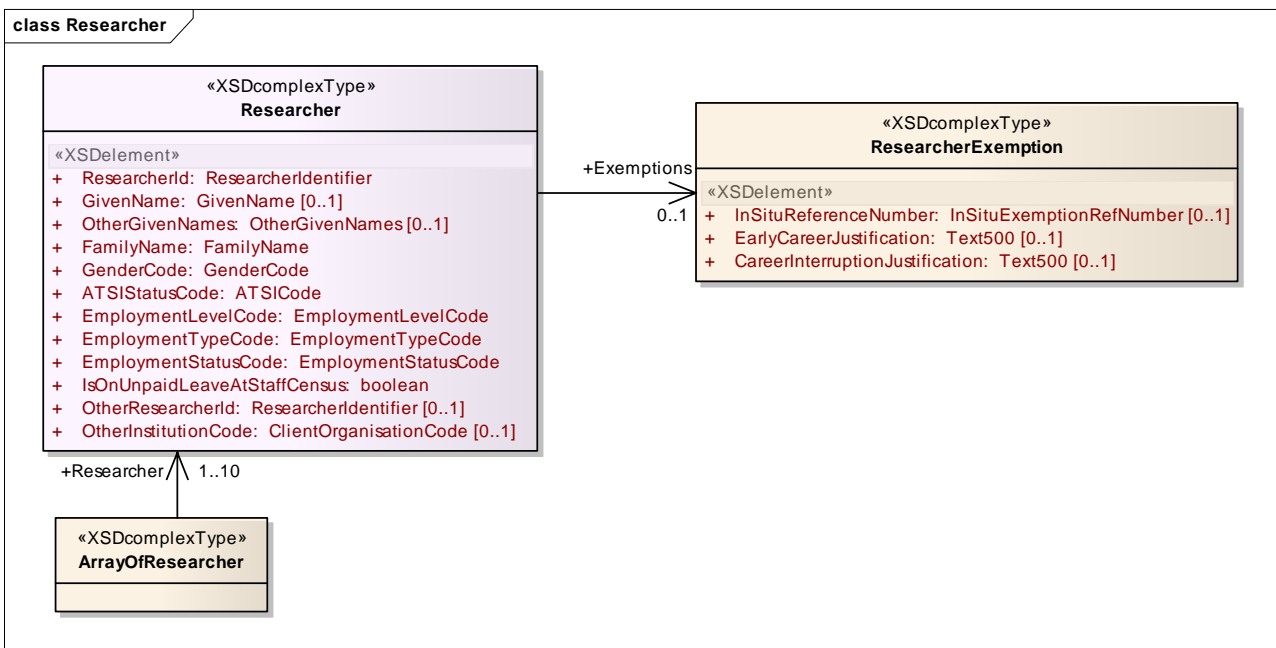 class Researcher
«XSDcomplexType»
Researcher
«XSDelement»
+ ResearcherId: ResearcherIdentifier
+ GivenName: GivenName [0..1]
+ OtherGivenNames: OtherGivenNames [0..1]
+ FamilyName: FamilyName
+ GenderCode: GenderCode
+ ATSIStatusCode: ATSICode
+ EmploymentLevelCode: EmploymentLevelCode
+ EmploymentTypeCode: EmploymentTypeCode
+ EmploymentStatusCode: EmploymentStatusCode
+ IsOnUnpaidLeaveAtStaffCensus: boolean
+ OtherResearcherId: ResearcherIdentifier [0..1]
+ OtherInstitutionCode: ClientOrganisationCode [0..1]
+Exemptions
0..1
«XSDcomplexType»
ResearcherExemption
«XSDelement»
+ InSituReferenceNumber: InSituExemptionRefNumber [0..1]
+ EarlyCareerJustification: Text500 [0..1]
+ CareerInterruptionJustification: Text500 [0..1]
+Researcher 1..10
«XSDcomplexType»
ArrayOfResearcher